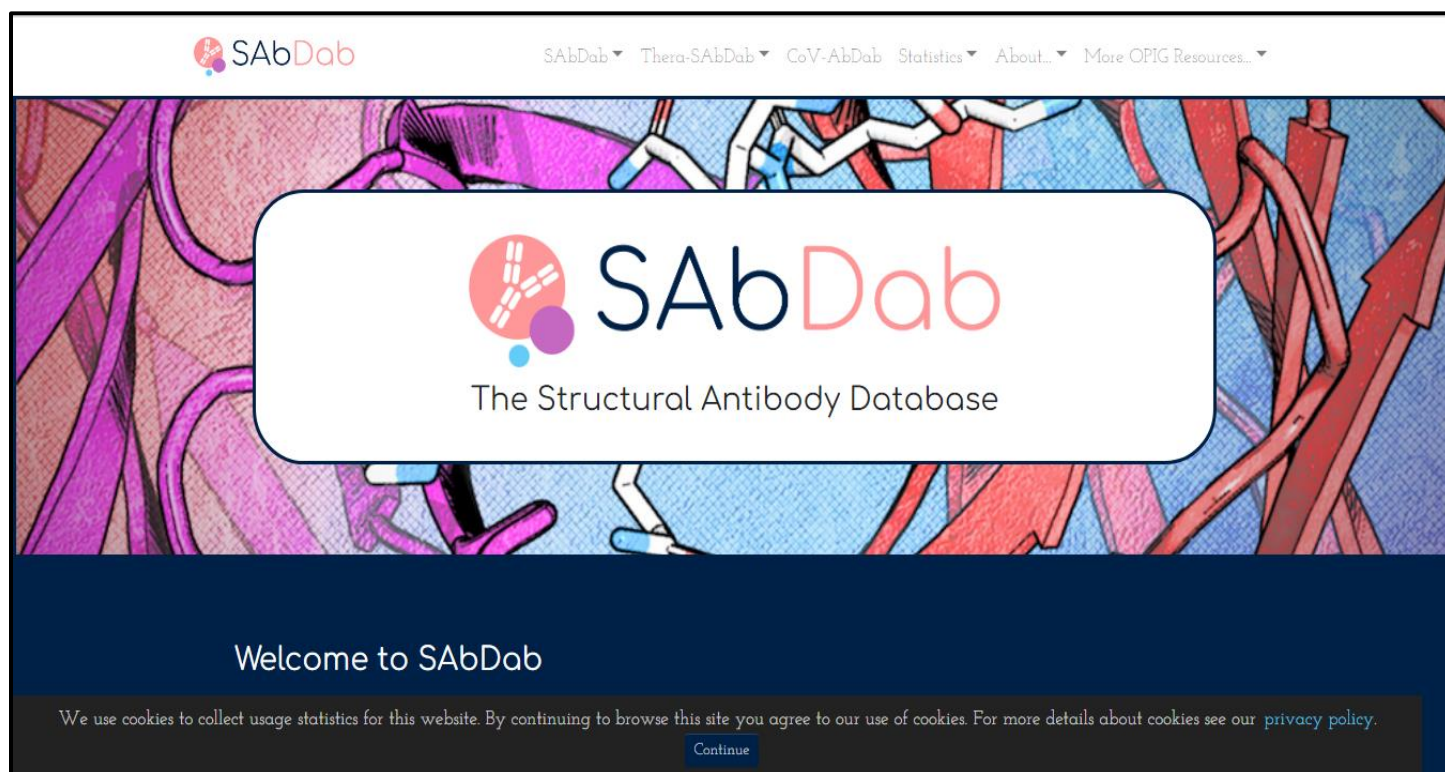 SAbDab
SAbDab Thera-SAbDab CoV-AbDab Statistics About... More OPIG Resources...
SAbDab
The Structural Antibody Database
Welcome to SAbDab
We use cookies to collect usage statistics for this website. By continuing to browse this site you agree to our use of cookies. For more details about cookies see our privacy policy.
Continue